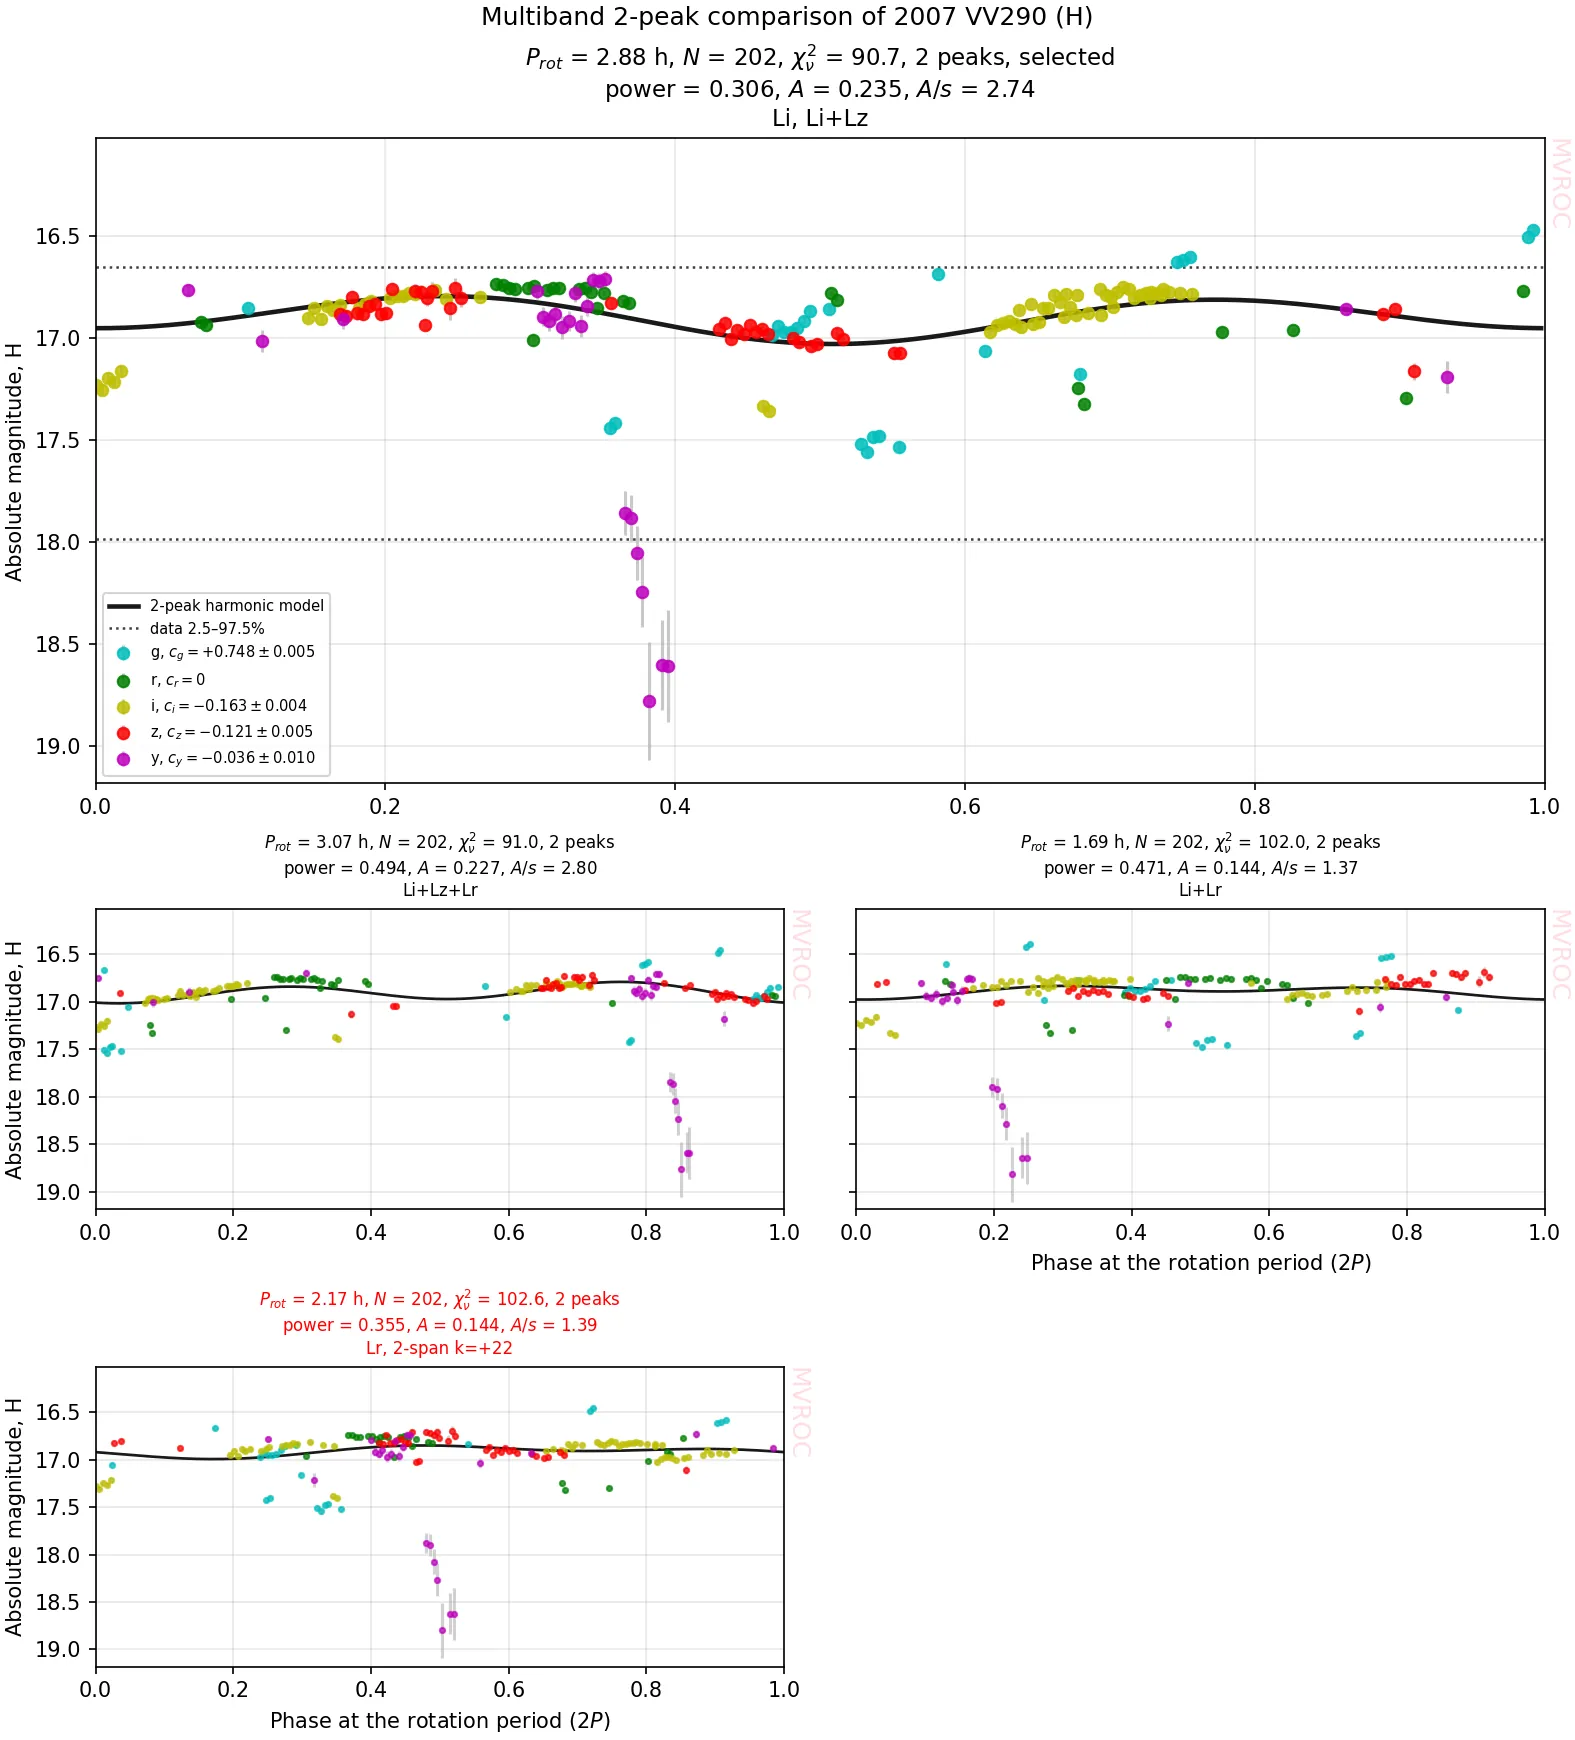 Multiband 2-peak comparison of 2007 VV290 (H)
P_rot = 2.88 h, N = 202, χ²_ν = 90.7, 2 peaks, selected
power = 0.306, A = 0.235, A/s = 2.74
Li, Li+Lz
MVROC
Absolute magnitude, H
16.5
17.0
17.5
18.0
18.5
19.0
2-peak harmonic model
data 2.5–97.5%
g, c_g = +0.748 ± 0.005
r, c_r = 0
i, c_i = −0.163 ± 0.004
z, c_z = −0.121 ± 0.005
y, c_y = −0.036 ± 0.010
0.0 0.2 0.4 0.6 0.8 1.0
P_rot = 3.07 h, N = 202, χ²_ν = 91.0, 2 peaks
power = 0.494, A = 0.227, A/s = 2.80
Li+Lz+Lr
MVROC
Absolute magnitude, H
16.5
17.0
17.5
18.0
18.5
19.0
0.0 0.2 0.4 0.6 0.8 1.0
P_rot = 1.69 h, N = 202, χ²_ν = 102.0, 2 peaks
power = 0.471, A = 0.144, A/s = 1.37
Li+Lr
MVROC
0.0 0.2 0.4 0.6 0.8 1.0
Phase at the rotation period (2P)
P_rot = 2.17 h, N = 202, χ²_ν = 102.6, 2 peaks
power = 0.355, A = 0.144, A/s = 1.39
Lr, 2-span k=+22
MVROC
Absolute magnitude, H
16.5
17.0
17.5
18.0
18.5
19.0
0.0 0.2 0.4 0.6 0.8 1.0
Phase at the rotation period (2P)